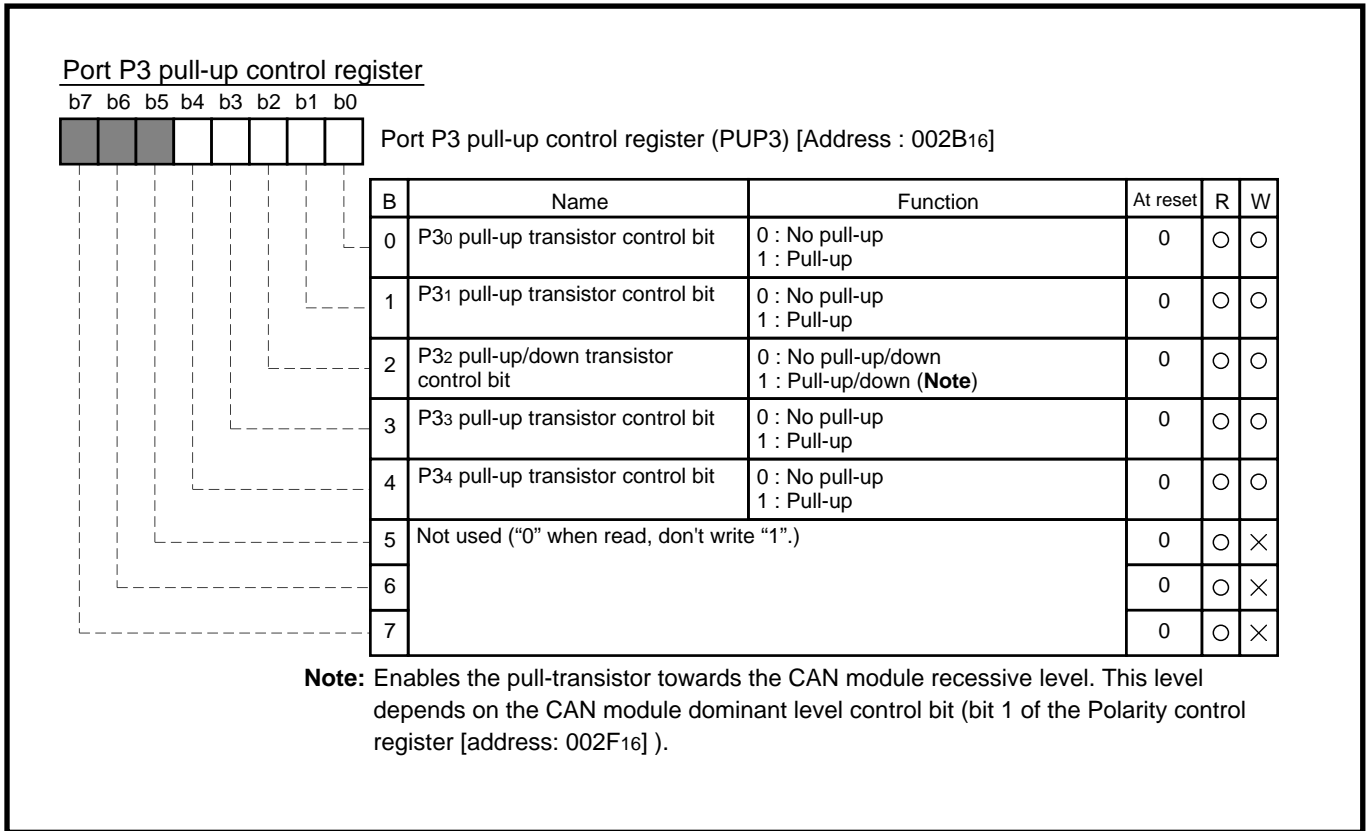 Port P3 pull-up control register
b7 b6 b5 b4 b3 b2 b1 b0
Port P3 pull-up control register (PUP3) [Address : 002B16]
B Name Function At reset R W
0 P30 pull-up transistor control bit 0 : No pull-up 0 ○ ○
1 : Pull-up
1 P31 pull-up transistor control bit 0 : No pull-up 0 ○ ○
1 : Pull-up
2 P32 pull-up/down transistor 0 : No pull-up/down 0 ○ ○
control bit 1 : Pull-up/down (Note)
3 P33 pull-up transistor control bit 0 : No pull-up 0 ○ ○
1 : Pull-up
4 P34 pull-up transistor control bit 0 : No pull-up 0 ○ ○
1 : Pull-up
5 Not used (“0” when read, don't write “1”.) 0 ○ ×
6 0 ○ ×
7 0 ○ ×
Note: Enables the pull-transistor towards the CAN module recessive level. This level
depends on the CAN module dominant level control bit (bit 1 of the Polarity control
register [address: 002F16] ).